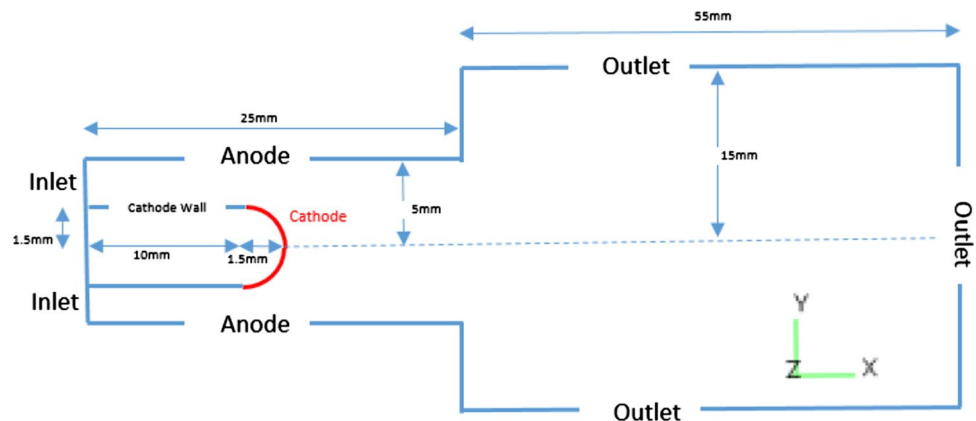 55mm
Outlet
25mm
Anode
15mm
Inlet
5mm
Cathode Wall
Cathode
1.5mm
10mm
1.5mm
Outlet
Inlet
Anode
Y
Z
X
Outlet